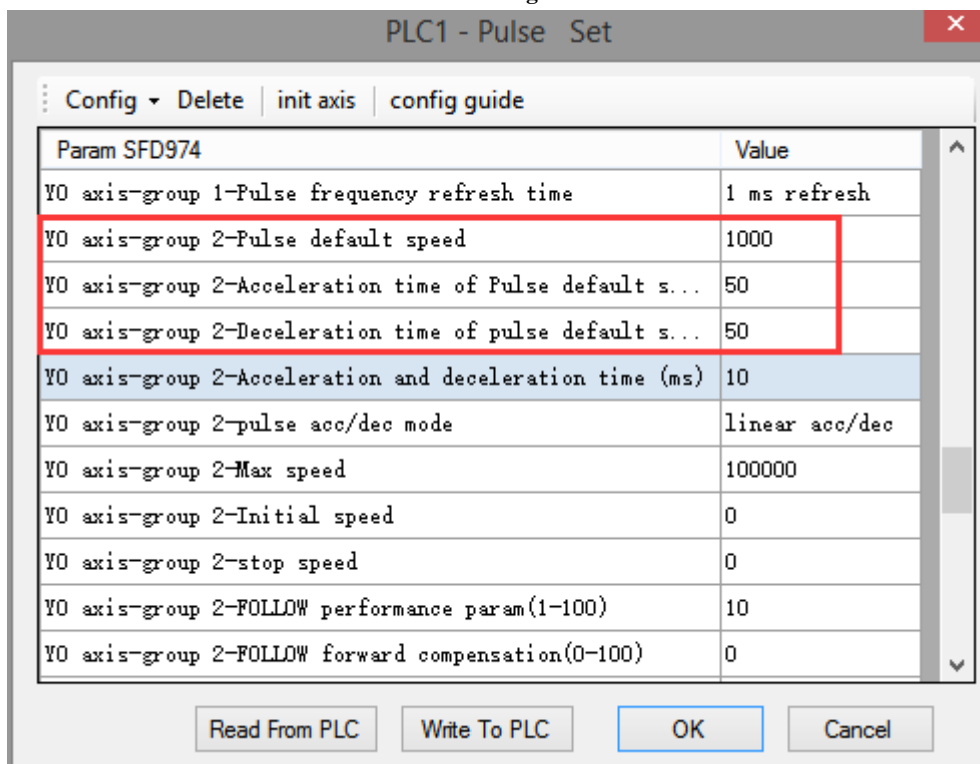 PLC1 - Pulse Set
Config Delete init axis config guide
Param SFD974 Value
Y0 axis-group 1-Pulse frequency refresh time 1 ms refresh
Y0 axis-group 2-Pulse default speed 1000
Y0 axis-group 2-Acceleration time of Pulse default s... 50
Y0 axis-group 2-Deceleration time of pulse default s... 50
Y0 axis-group 2-Acceleration and deceleration time (ms) 10
Y0 axis-group 2-pulse acc/dec mode linear acc/dec
Y0 axis-group 2-Max speed 100000
Y0 axis-group 2-Initial speed 0
Y0 axis-group 2-stop speed 0
Y0 axis-group 2-FOLLOW performance param(1-100) 10
Y0 axis-group 2-FOLLOW forward compensation(0-100) 0
Read From PLC Write To PLC OK Cancel